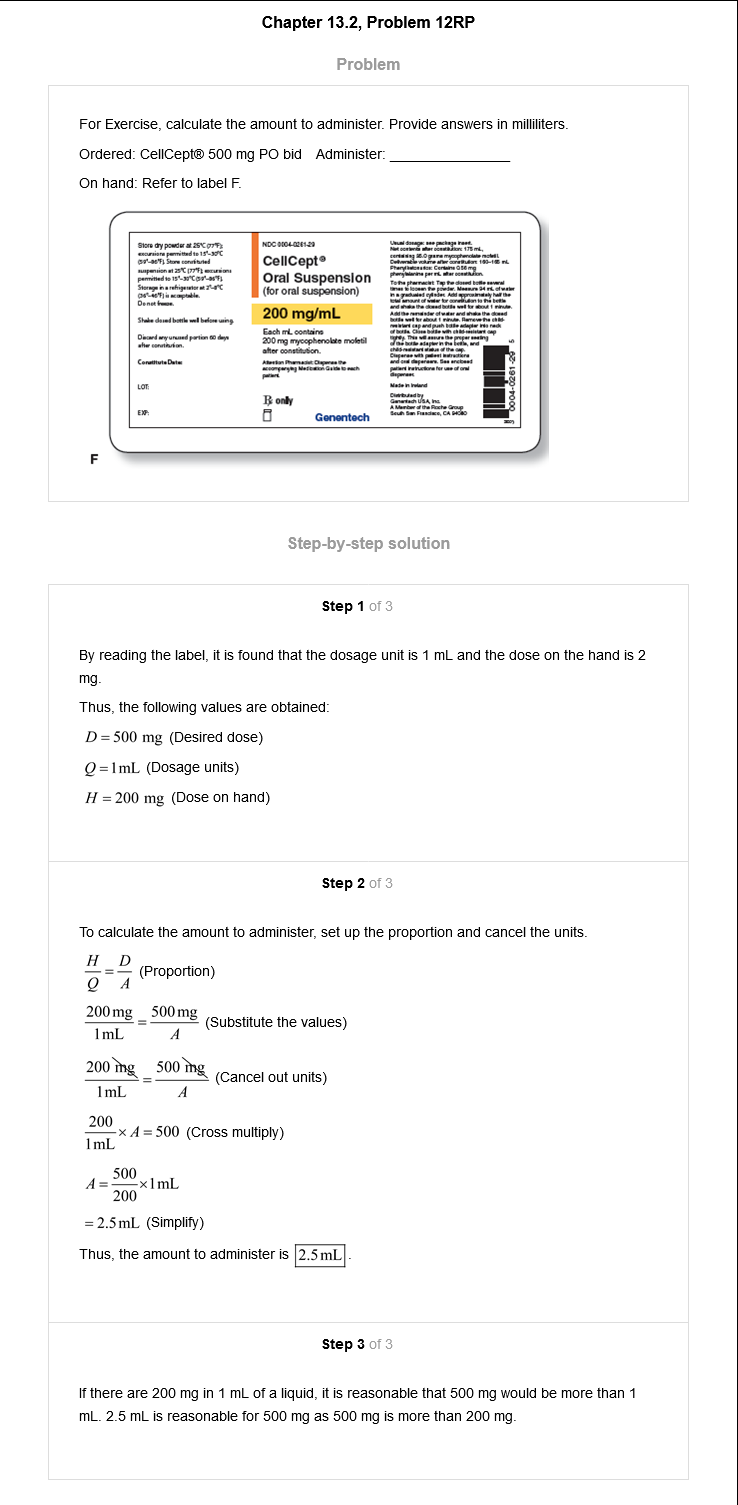 Chapter 13.2, Problem 12RP
Problem
For Exercise, calculate the amount to administer. Provide answers in milliliters.
Ordered: CellCept® 500 mg PO bid Administer: _______________
On hand: Refer to label F.
Store dry powder at 25°C (77°F);
excursions permitted to 15°-30°C
(59°-86°F). Store constituted
suspension at 25°C (77°F); excursions
permitted to 15°-30°C (59°-86°F).
Storage in a refrigerator at 2°-8°C
(36°-46°F) is acceptable.
Do not freeze.
Shake closed bottle well before using.
Discard any unused portion 60 days
after constitution.
Constitute Date:
LOT:
EXP:
NDC 0004-0261-29
CellCept®
Oral Suspension
(for oral suspension)
200 mg/mL
Each mL contains
200 mg mycophenolate mofetil
after constitution.
Attention Pharmacist: Dispense the
accompanying Medication Guide to each
patient.
℞ only
Genentech
Usual dosage: see package insert.
Net contents after constitution: 175 mL,
containing 35.0 grams mycophenolate mofetil.
Deliverable volume after constitution: 160-165 mL
Phenylketonurics: Contains 0.56 mg
phenylalanine per mL after constitution.
To the pharmacist: Tap the closed bottle several
times to loosen the powder. Measure 94 mL of water
in a graduated cylinder. Add approximately half the
total amount of water for constitution to the bottle
and shake the closed bottle well for about 1 minute.
Add the remainder of water and shake the closed
bottle well for about 1 minute. Remove the child-
resistant cap and push bottle adapter into neck
of bottle. Close bottle with child-resistant cap
tightly. This will assure the proper seating
of the bottle adapter in the bottle, and
child-resistant status of the cap.
Dispense with patient instructions
and oral dispensers. See enclosed
patient instructions for use of oral
dispensers.
Made in Ireland
Distributed by
Genentech USA, Inc.
A Member of the Roche Group
South San Francisco, CA 94080
0004-0261-29
5
F
Step-by-step solution
Step 1 of 3
By reading the label, it is found that the dosage unit is 1 mL and the dose on the hand is 2
mg.
Thus, the following values are obtained:
D = 500 mg (Desired dose)
Q = 1 mL (Dosage units)
H = 200 mg (Dose on hand)
Step 2 of 3
To calculate the amount to administer, set up the proportion and cancel the units.
H/Q = D/A (Proportion)
200 mg/1 mL = 500 mg/A (Substitute the values)
200 mg/1 mL = 500 mg/A (Cancel out units)
200/1 mL × A = 500 (Cross multiply)
A = 500/200 × 1 mL
= 2.5 mL (Simplify)
Thus, the amount to administer is 2.5 mL.
Step 3 of 3
If there are 200 mg in 1 mL of a liquid, it is reasonable that 500 mg would be more than 1
mL. 2.5 mL is reasonable for 500 mg as 500 mg is more than 200 mg.